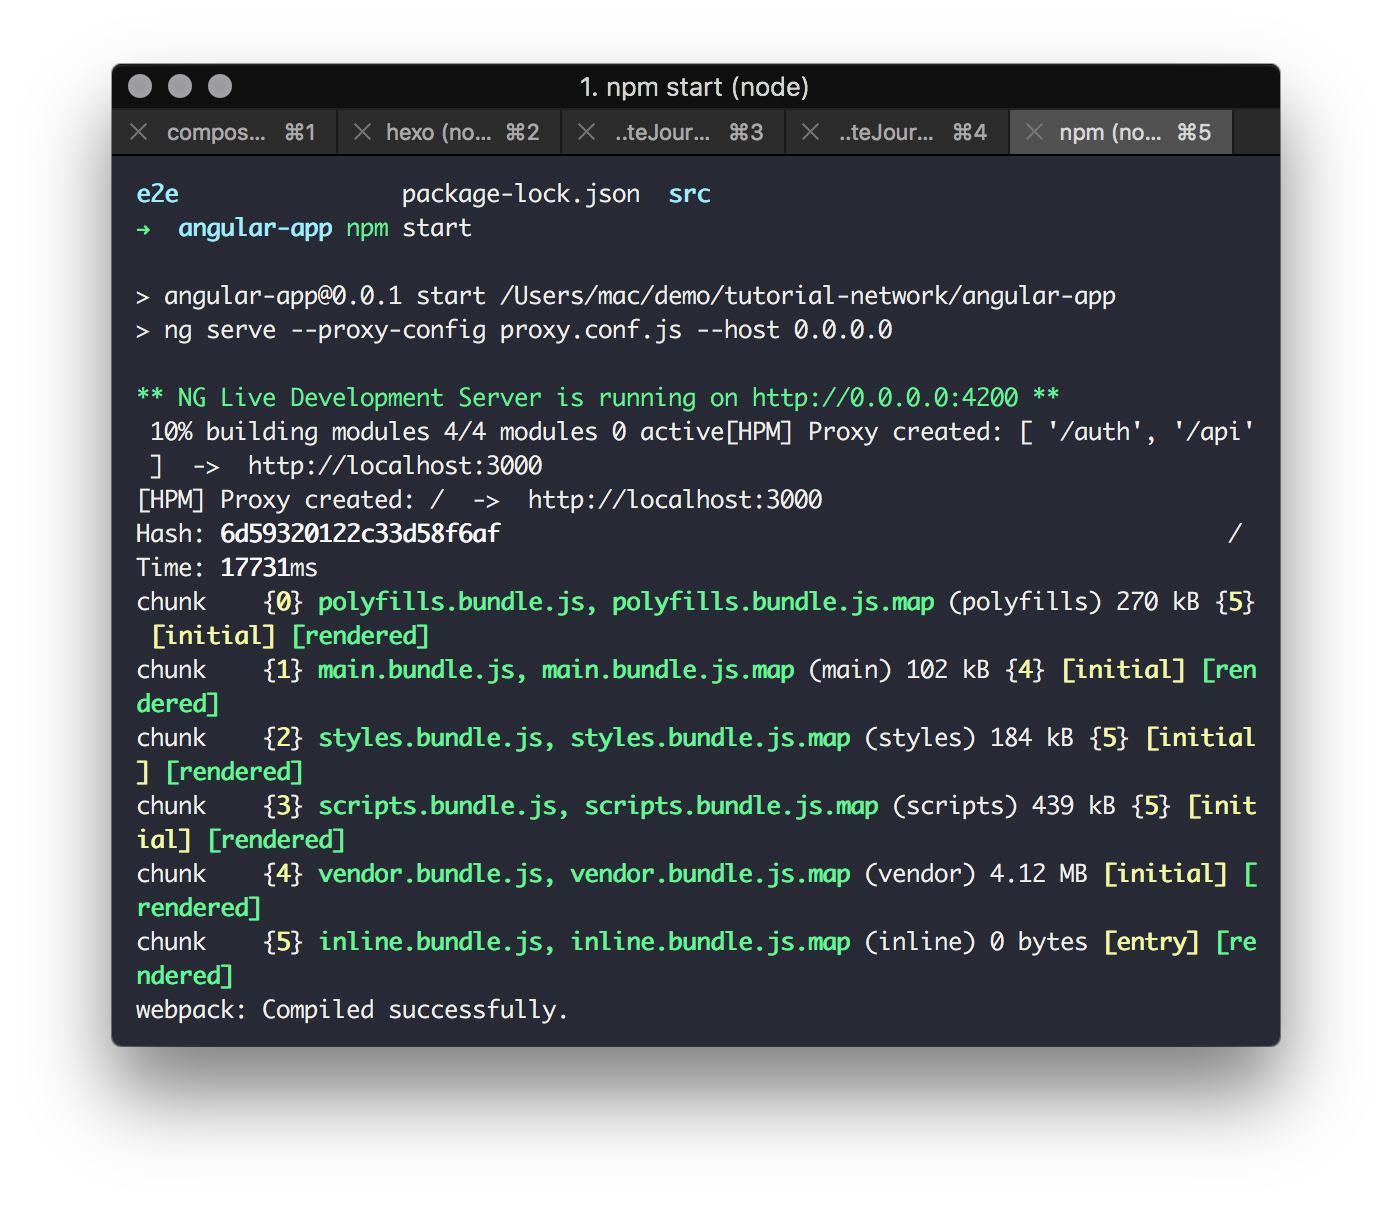 1. npm start (node)
compos... ⌘1 hexo (no... ⌘2 ..teJour... ⌘3 ..teJour... ⌘4 npm (no... ⌘5
e2e package-lock.json src
➜ angular-app npm start
> angular-app@0.0.1 start /Users/mac/demo/tutorial-network/angular-app
> ng serve --proxy-config proxy.conf.js --host 0.0.0.0
** NG Live Development Server is running on http://0.0.0.0:4200 **
10% building modules 4/4 modules 0 active[HPM] Proxy created: [ '/auth', '/api'
] -> http://localhost:3000
[HPM] Proxy created: / -> http://localhost:3000
Hash: 6d59320122c33d58f6af /
Time: 17731ms
chunk {0} polyfills.bundle.js, polyfills.bundle.js.map (polyfills) 270 kB {5}
[initial] [rendered]
chunk {1} main.bundle.js, main.bundle.js.map (main) 102 kB {4} [initial] [ren
dered]
chunk {2} styles.bundle.js, styles.bundle.js.map (styles) 184 kB {5} [initial
] [rendered]
chunk {3} scripts.bundle.js, scripts.bundle.js.map (scripts) 439 kB {5} [init
ial] [rendered]
chunk {4} vendor.bundle.js, vendor.bundle.js.map (vendor) 4.12 MB [initial] [
rendered]
chunk {5} inline.bundle.js, inline.bundle.js.map (inline) 0 bytes [entry] [re
ndered]
webpack: Compiled successfully.